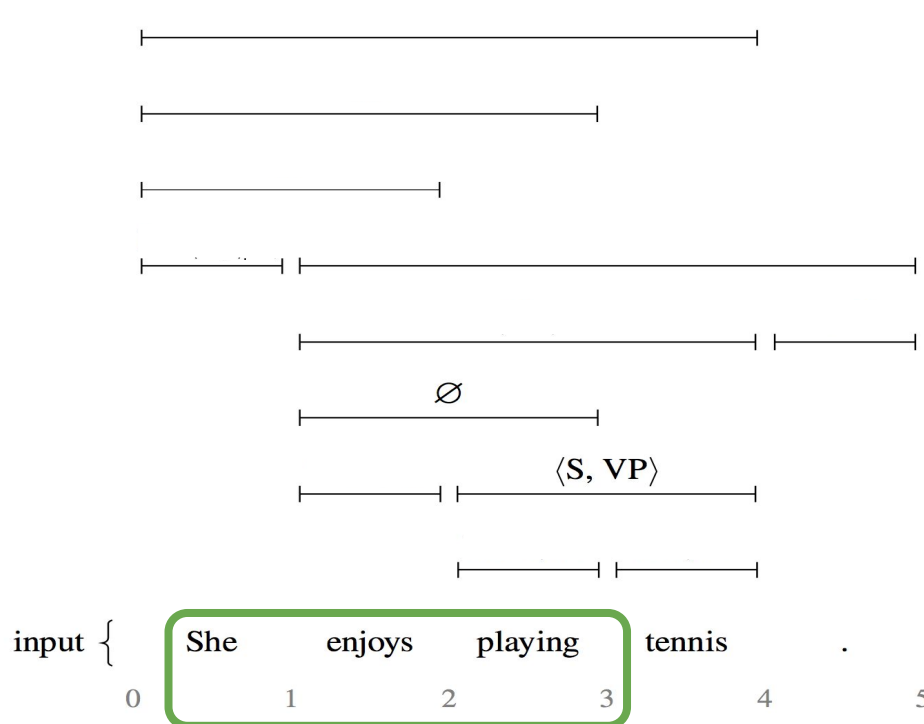 ∅
⟨S, VP⟩
input { She enjoys playing tennis .
0 1 2 3 4 5